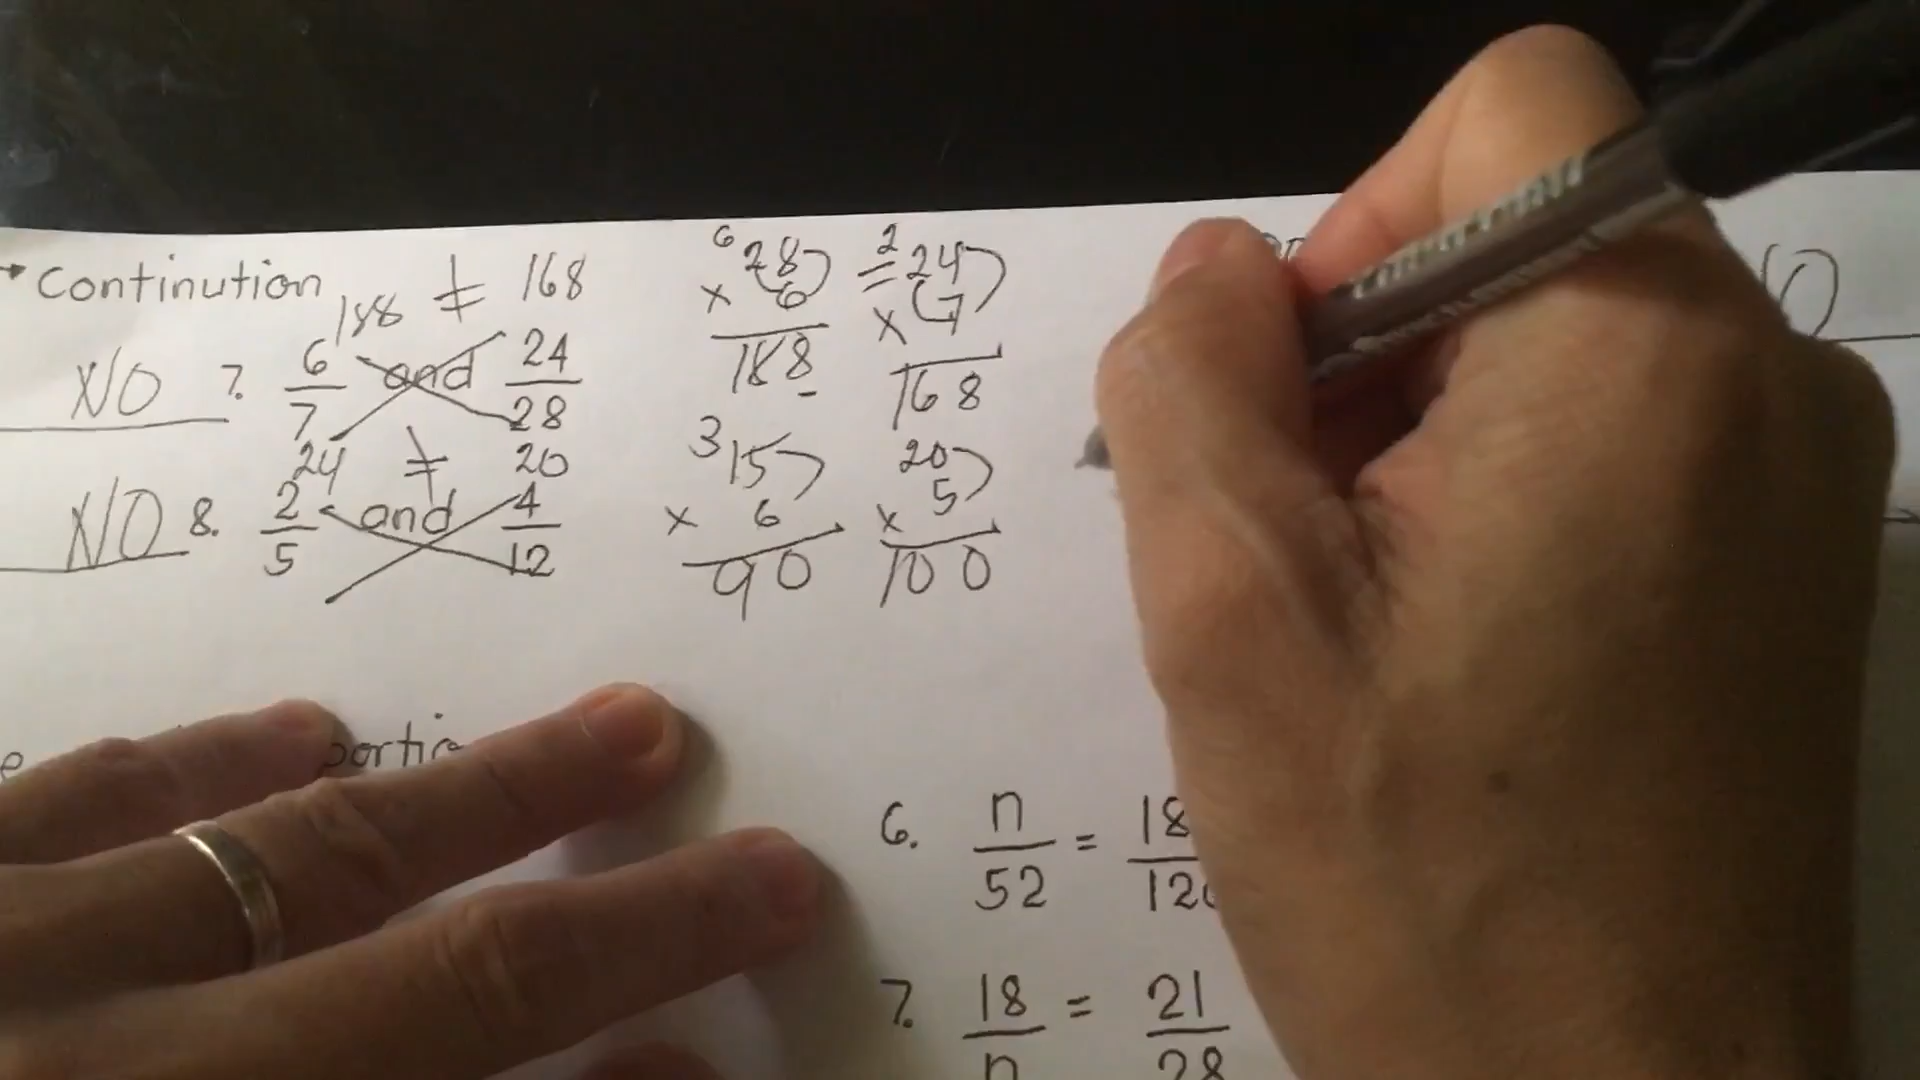 Continution
188 ≠ 168
NO 7. 6/7 and 24/28
24 ≠ 20
NO 8. 2/5 and 4/12
6
28
x 6
188
2
24
x 7
168
3
15
x 6
90
20
x 5
100
6. n/52 = 18
7. 18/n = 21/28